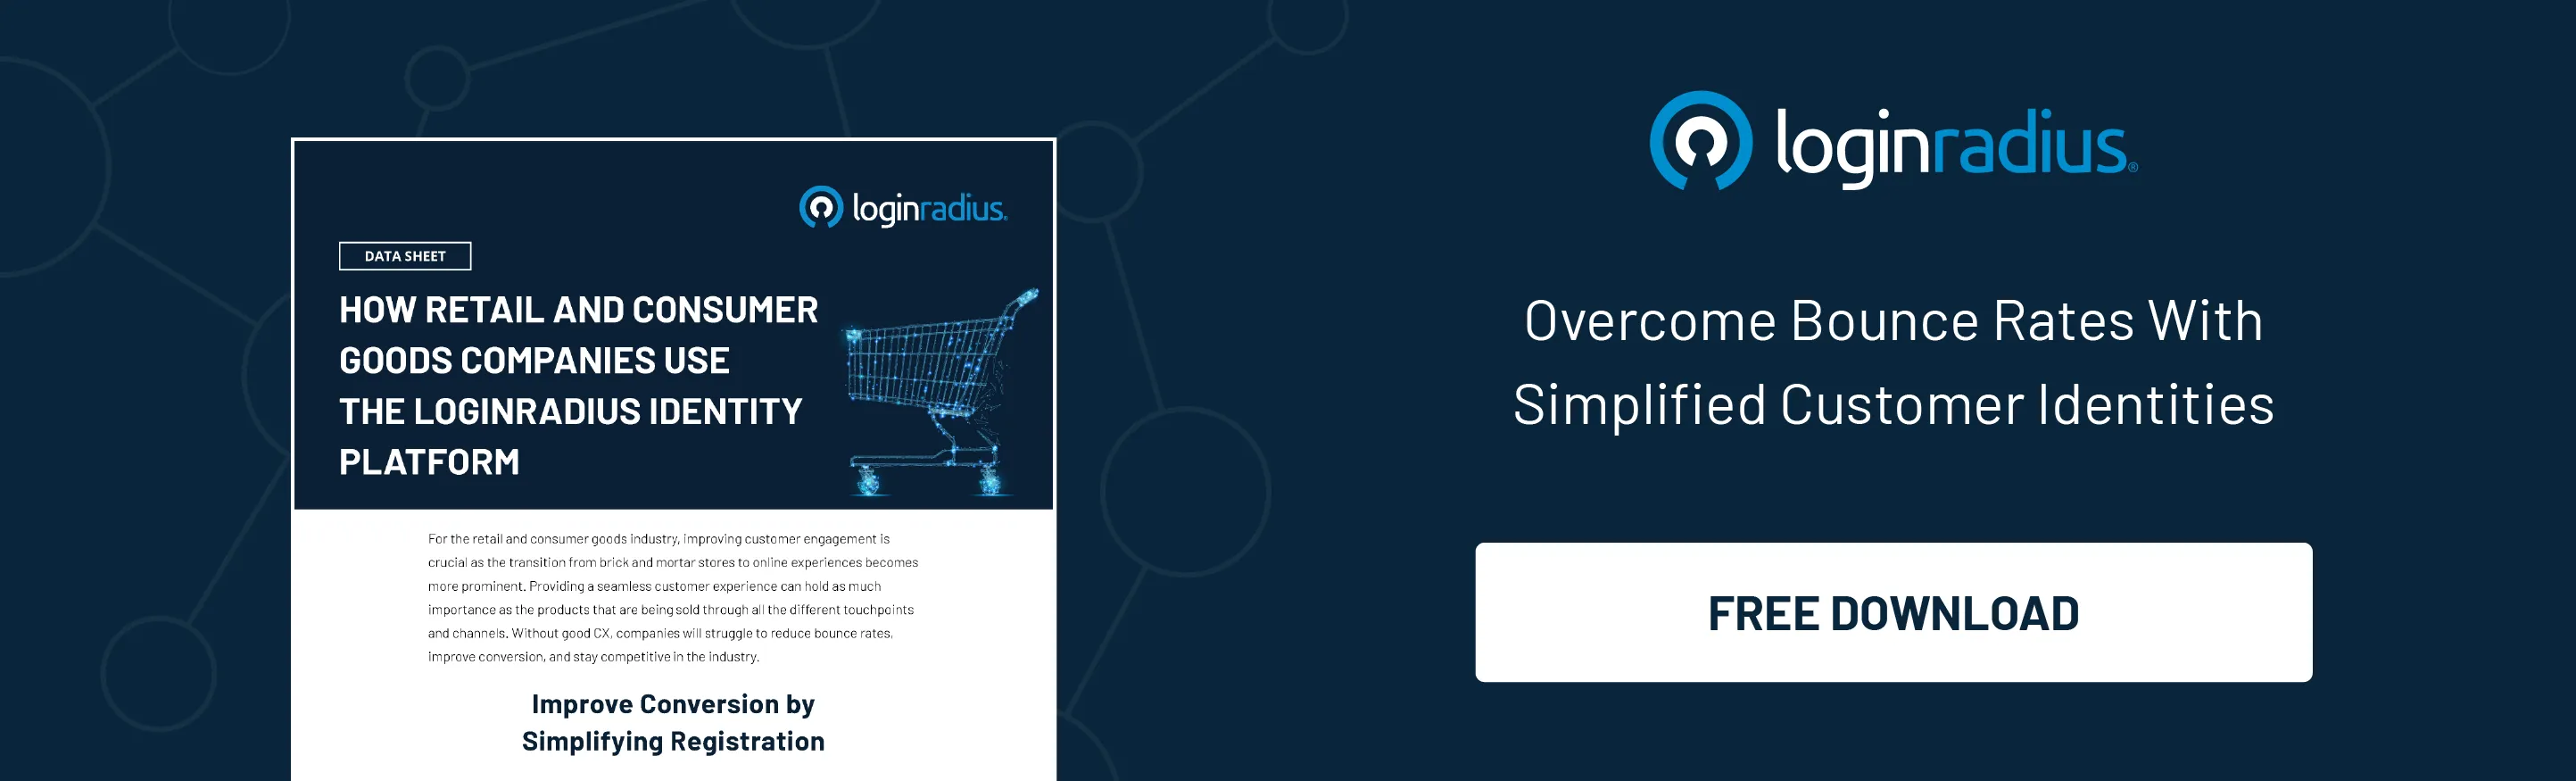 loginradius®
DATA SHEET
HOW RETAIL AND CONSUMER
GOODS COMPANIES USE
THE LOGINRADIUS IDENTITY
PLATFORM
For the retail and consumer goods industry, improving customer engagement is
crucial as the transition from brick and mortar stores to online experiences becomes
more prominent. Providing a seamless customer experience can hold as much
importance as the products that are being sold through all the different touchpoints
and channels. Without good CX, companies will struggle to reduce bounce rates,
improve conversion, and stay competitive in the industry.
Improve Conversion by
Simplifying Registration
loginradius®
Overcome Bounce Rates With
Simplified Customer Identities
FREE DOWNLOAD